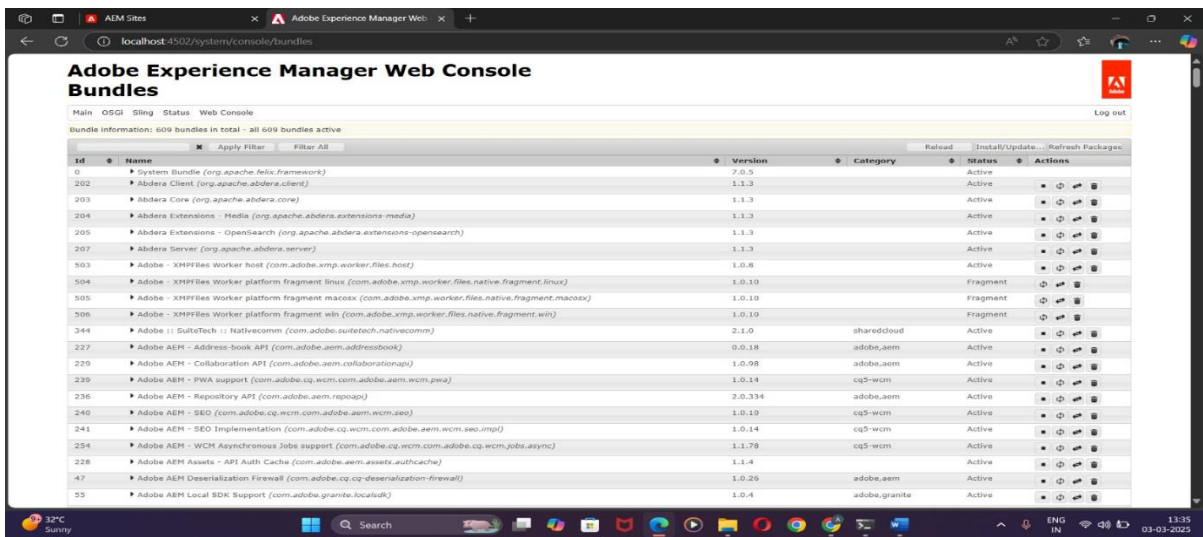 AEM Sites
Adobe Experience Manager Web
localhost:4502/system/console/bundles
Adobe Experience Manager Web Console
Bundles
Adobe
Main OSGi Sling Status Web Console Log out
Bundle information: 609 bundles in total - all 609 bundles active
Apply Filter Filter All Reload Install/Update... Refresh Packages
Id Name Version Category Status Actions
0 System Bundle (org.apache.felix.framework) 7.0.5 Active
202 Abdera Client (org.apache.abdera.client) 1.1.3 Active
203 Abdera Core (org.apache.abdera.core) 1.1.3 Active
204 Abdera Extensions - Media (org.apache.abdera.extensions-media) 1.1.3 Active
205 Abdera Extensions - OpenSearch (org.apache.abdera.extensions-opensearch) 1.1.3 Active
207 Abdera Server (org.apache.abdera.server) 1.1.3 Active
503 Adobe - XMPFiles Worker host (com.adobe.xmp.worker.files.host) 1.0.8 Active
504 Adobe - XMPFiles Worker platform fragment linux (com.adobe.xmp.worker.files.native.fragment.linux) 1.0.10 Fragment
505 Adobe - XMPFiles Worker platform fragment macosx (com.adobe.xmp.worker.files.native.fragment.macosx) 1.0.10 Fragment
506 Adobe - XMPFiles Worker platform fragment win (com.adobe.xmp.worker.files.native.fragment.win) 1.0.10 Fragment
344 Adobe :: SuiteTech :: Nativecomm (com.adobe.suitetech.nativecomm) 2.1.0 sharedcloud Active
227 Adobe AEM - Address-book API (com.adobe.aem.addressbook) 0.0.18 adobe,aem Active
229 Adobe AEM - Collaboration API (com.adobe.aem.collaborationapi) 1.0.98 adobe,aem Active
239 Adobe AEM - PWA support (com.adobe.cq.wcm.com.adobe.aem.wcm.pwa) 1.0.14 cq5-wcm Active
236 Adobe AEM - Repository API (com.adobe.aem.repoapi) 2.0.334 adobe,aem Active
240 Adobe AEM - SEO (com.adobe.cq.wcm.com.adobe.aem.wcm.seo) 1.0.10 cq5-wcm Active
241 Adobe AEM - SEO Implementation (com.adobe.cq.wcm.com.adobe.aem.wcm.seo.impl) 1.0.14 cq5-wcm Active
254 Adobe AEM - WCM Asynchronous Jobs support (com.adobe.cq.wcm.com.adobe.cq.wcm.jobs.async) 1.1.78 cq5-wcm Active
228 Adobe AEM Assets - API Auth Cache (com.adobe.aem.assets.authcache) 1.1.4 Active
47 Adobe AEM Deserialization Firewall (com.adobe.cq.cq-deserialization-firewall) 1.0.26 adobe,aem Active
55 Adobe AEM Local SDK Support (com.adobe.granite.localsdk) 1.0.4 adobe,granite Active
32°C
Sunny
Search
ENG
IN
13:35
03-03-2025